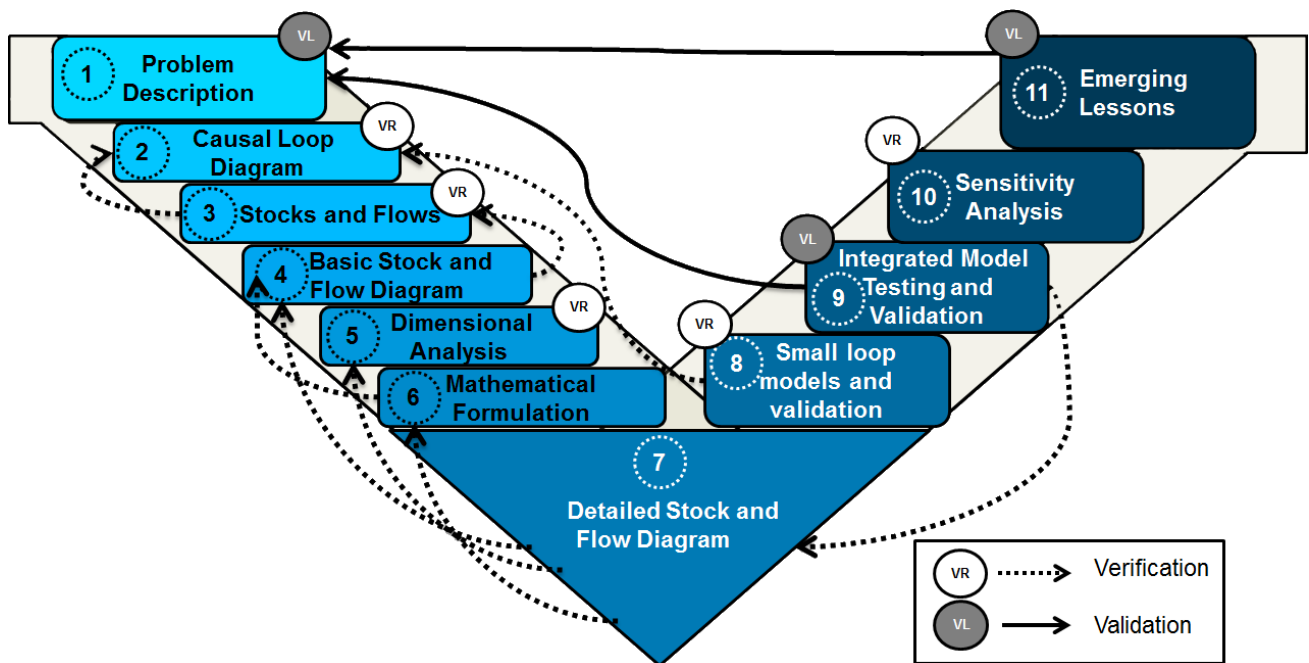 VL
1
Problem
Description
VR
2
Causal Loop
Diagram
VR
3
Stocks and Flows
4
Basic Stock and
Flow Diagram
VR
5
Dimensional
Analysis
6
Mathematical
Formulation
7
Detailed Stock and
Flow Diagram
VR
8
Small loop
models and
validation
VL
Integrated Model
9
Testing and
Validation
VR
10
Sensitivity
Analysis
VL
11
Emerging
Lessons
VR Verification
VL Validation